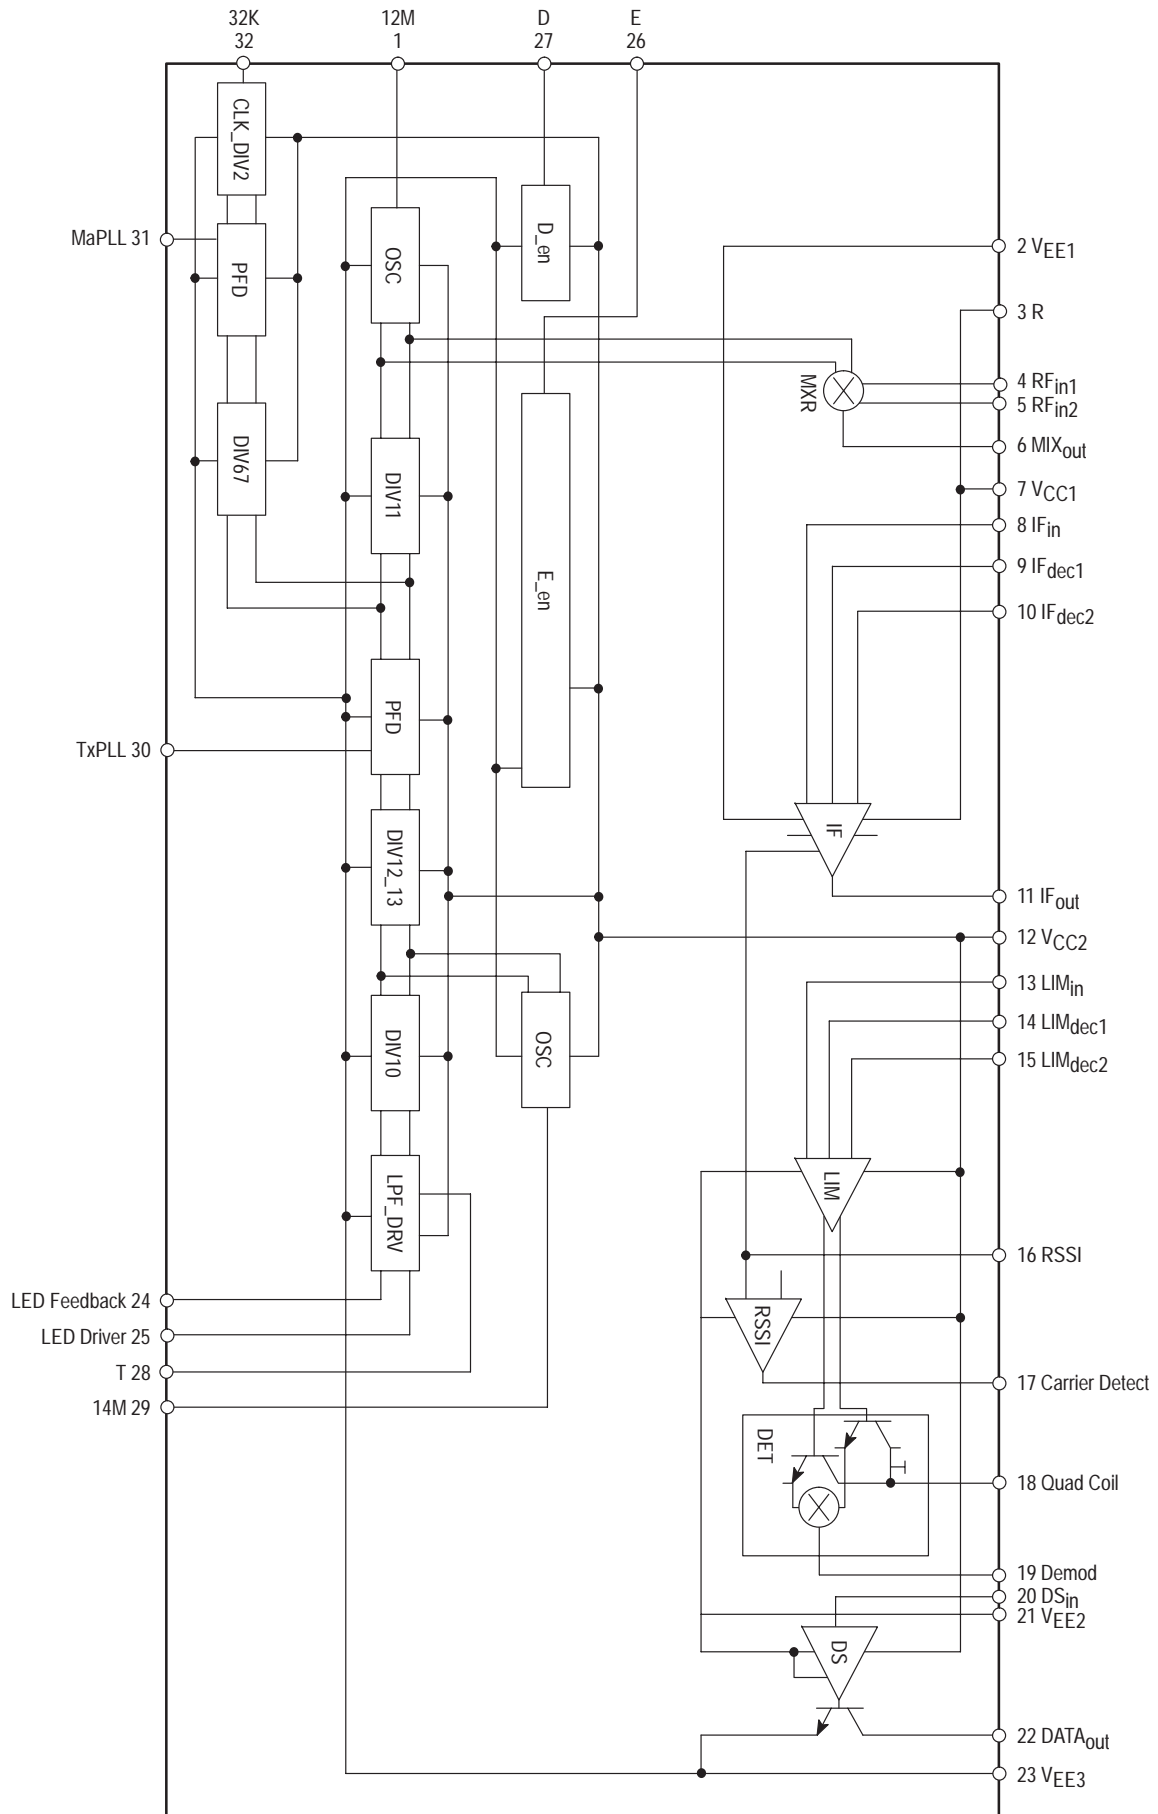 32K
32
12M
1
D
27
E
26
CLK_DIV2
MaPLL 31
PFD
DIV67
OSC
DIV11
D_en
E_en
PFD
TxPLL 30
DIV12_13
DIV10
OSC
LPF_DRV
LED Feedback 24
LED Driver 25
T 28
14M 29
MXR
IF
LIM
RSSI
DET
DS
2 VEE1
3 R
4 RFin1
5 RFin2
6 MIXout
7 VCC1
8 IFin
9 IFdec1
10 IFdec2
11 IFout
12 VCC2
13 LIMin
14 LIMdec1
15 LIMdec2
16 RSSI
17 Carrier Detect
18 Quad Coil
19 Demod
20 DSin
21 VEE2
22 DATAout
23 VEE3